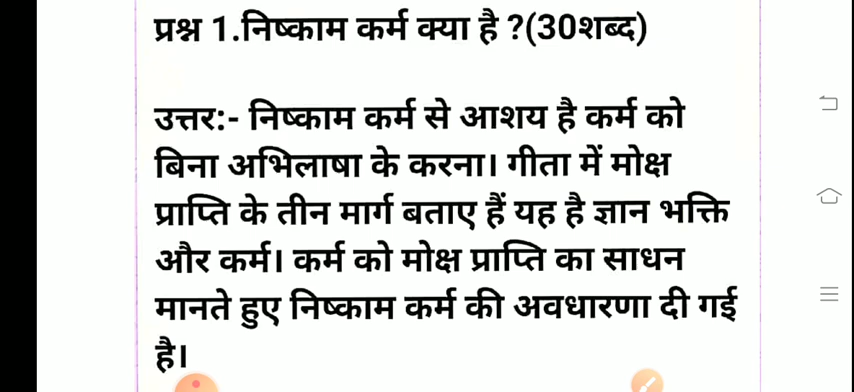 प्रश्न 1.निष्काम कर्म क्या है ?(30शब्द)
उत्तर:- निष्काम कर्म से आशय है कर्म को
बिना अभिलाषा के करना। गीता में मोक्ष
प्राप्ति के तीन मार्ग बताए हैं यह है ज्ञान भक्ति
और कर्म। कर्म को मोक्ष प्राप्ति का साधन
मानते हुए निष्काम कर्म की अवधारणा दी गई
है।